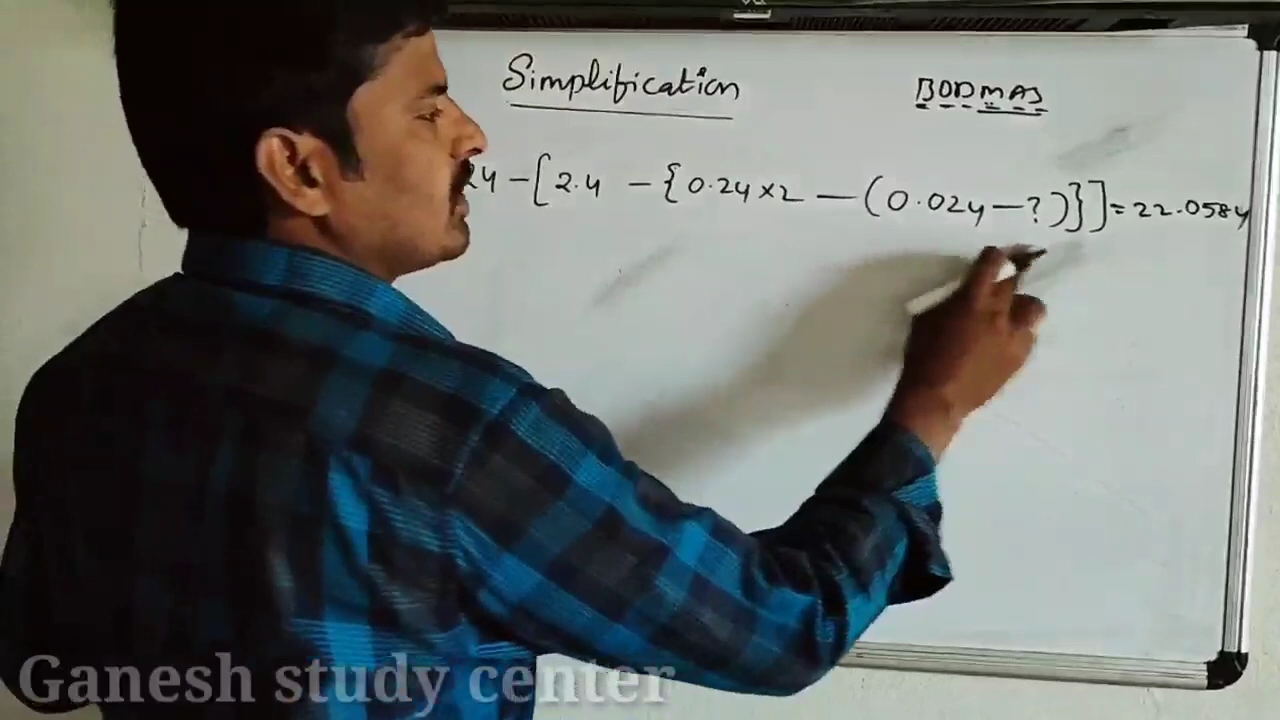 Simplification BODMAS
24 - [2.4 - {0.24×2 - (0.024 - ?)}] = 22.0584
Ganesh study center